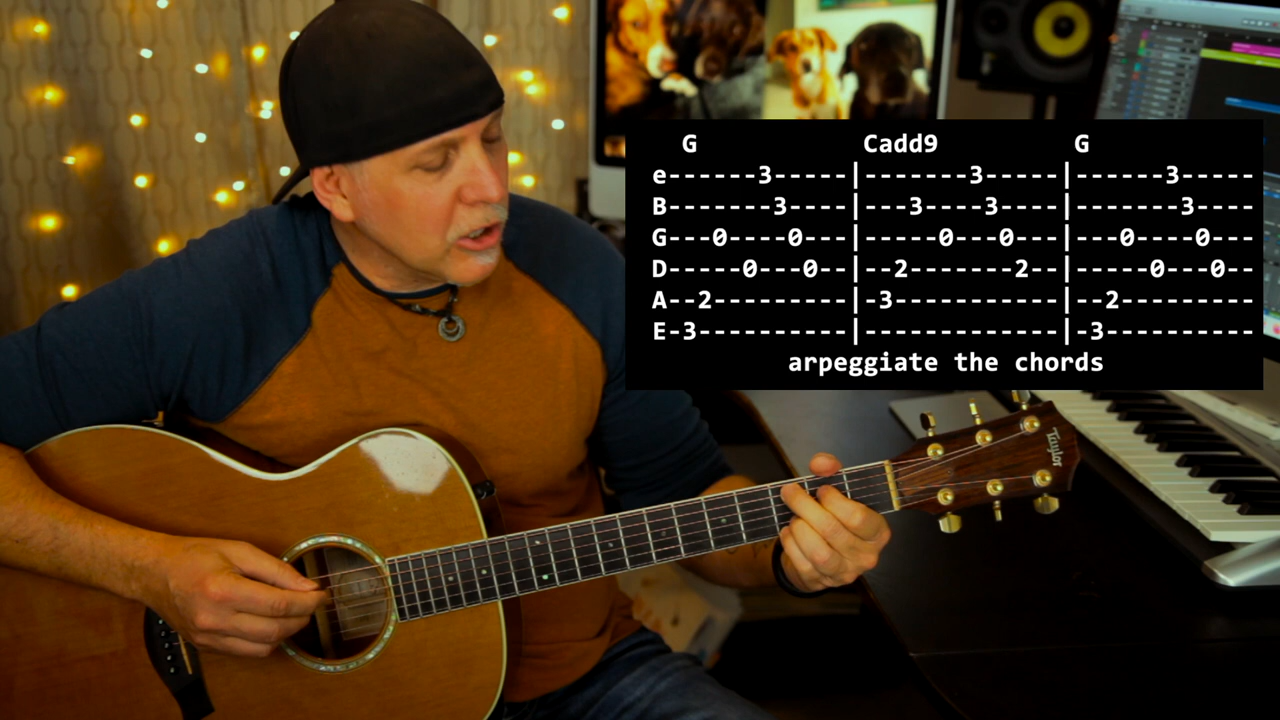 G Cadd9 G
e------3-----|-------3-----|------3-----
B-------3----|---3----3----|-------3----
G---0----0---|-----0---0---|---0----0---
D-----0---0--|--2-------2--|-----0---0--
A--2---------|-3-----------|--2---------
E-3----------|-------------|-3----------
arpeggiate the chords
Taylor